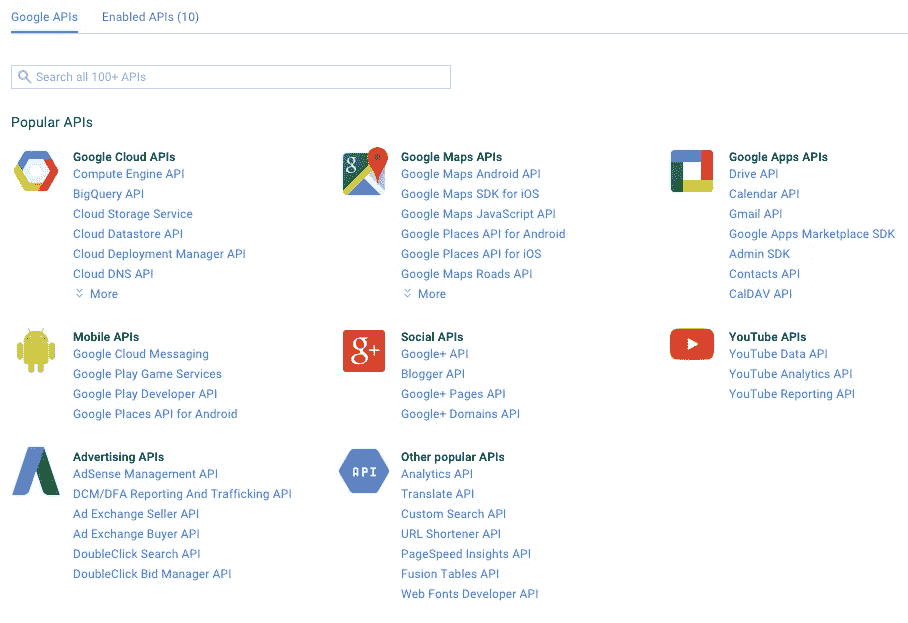 Google APIs
Enabled APIs (10)
Search all 100+ APIs
Popular APIs
Google Cloud APIs
Compute Engine API
BigQuery API
Cloud Storage Service
Cloud Datastore API
Cloud Deployment Manager API
Cloud DNS API
More
g
Google Maps APIs
Google Maps Android API
Google Maps SDK for iOS
Google Maps JavaScript API
Google Places API for Android
Google Places API for iOS
Google Maps Roads API
More
Google Apps APIs
Drive API
Calendar API
Gmail API
Google Apps Marketplace SDK
Admin SDK
Contacts API
CalDAV API
Mobile APIs
Google Cloud Messaging
Google Play Game Services
Google Play Developer API
Google Places API for Android
g+
Social APIs
Google+ API
Blogger API
Google+ Pages API
Google+ Domains API
YouTube APIs
YouTube Data API
YouTube Analytics API
YouTube Reporting API
Advertising APIs
AdSense Management API
DCM/DFA Reporting And Trafficking API
Ad Exchange Seller API
Ad Exchange Buyer API
DoubleClick Search API
DoubleClick Bid Manager API
API
Other popular APIs
Analytics API
Translate API
Custom Search API
URL Shortener API
PageSpeed Insights API
Fusion Tables API
Web Fonts Developer API